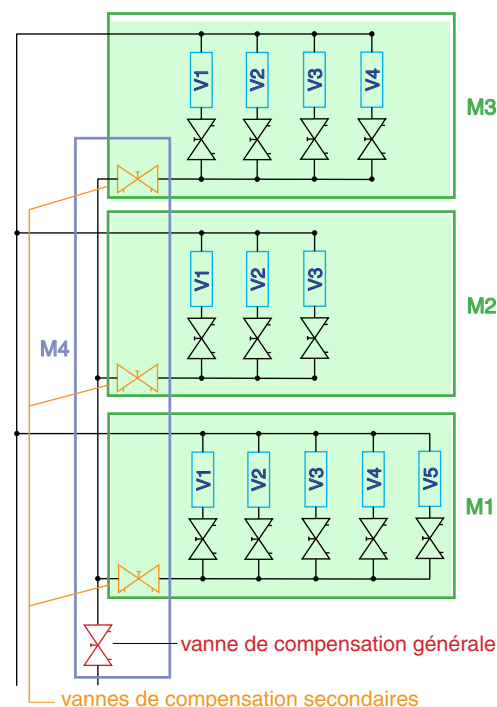 V1 V2 V3 V4
M3
V1 V2 V3
M2
M4
V1 V2 V3 V4 V5
M1
vanne de compensation générale
vannes de compensation secondaires